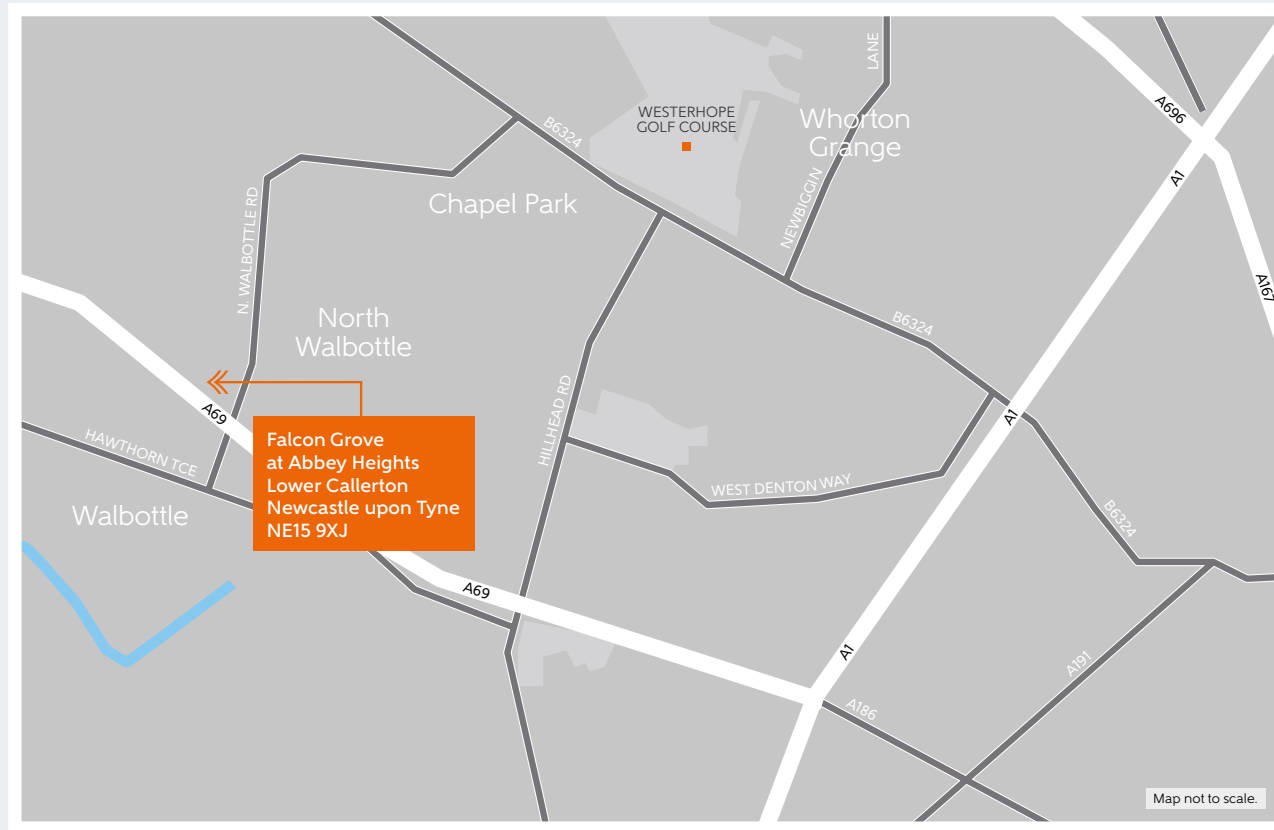 WESTERHOPE
GOLF COURSE
LANE
Whorton
Grange
A696
B6324
A1
Chapel Park
NEWBIGGIN
N. WALBOTTLE RD
A167
North
Walbottle
B6324
HILLHEAD RD
A69
A1
Falcon Grove
at Abbey Heights
Lower Callerton
Newcastle upon Tyne
NE15 9XJ
HAWTHORN TCE
WEST DENTON WAY
Walbottle
B6324
A69
A1
A191
A186
Map not to scale.